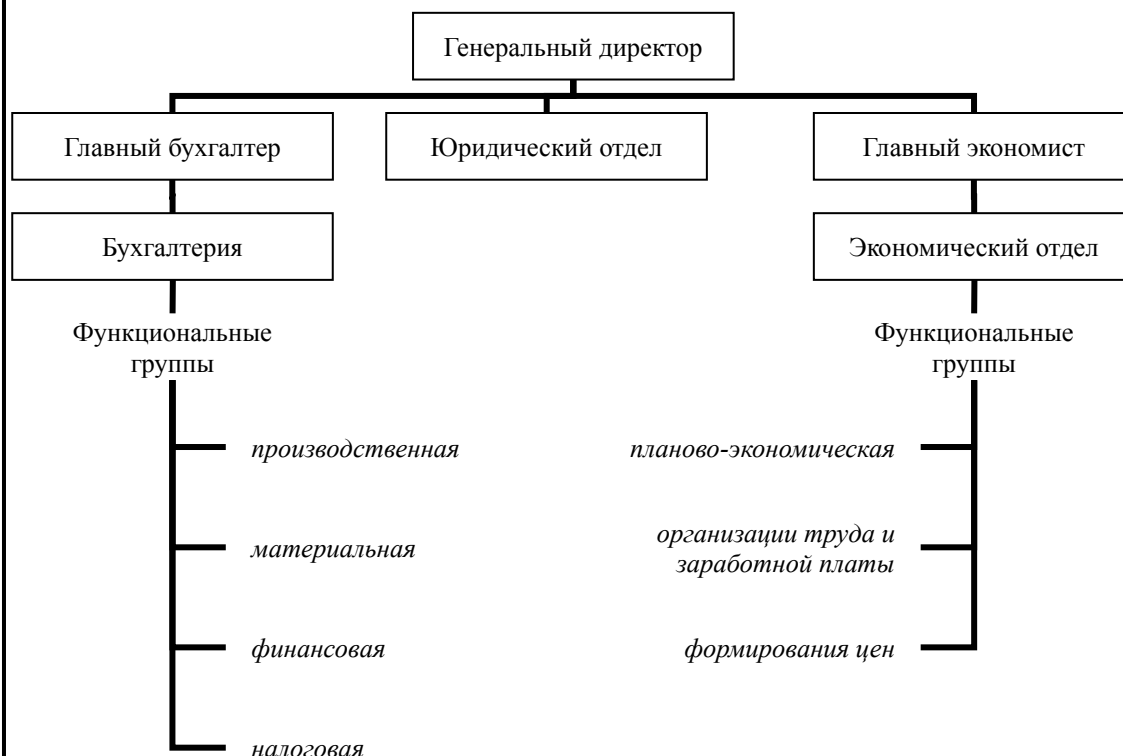 Генеральный директор
Главный бухгалтер
Юридический отдел
Главный экономист
Бухгалтерия
Экономический отдел
Функциональные
группы
Функциональные
группы
производственная
планово-экономическая
материальная
организации труда и
заработной платы
финансовая
формирования цен
налоговая